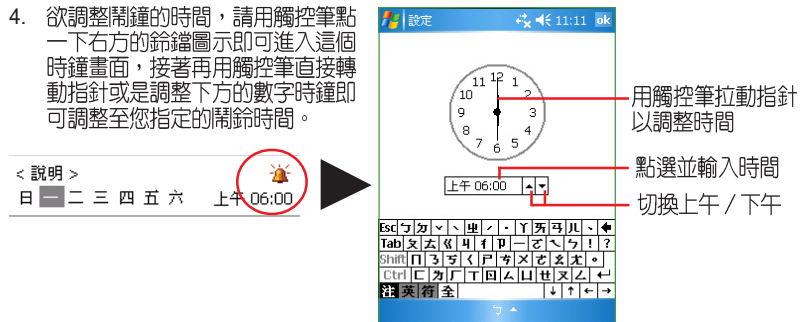 4. 欲調整鬧鐘的時間，請用觸控筆點
一下右方的鈴鐺圖示即可進入這個
時鐘畫面，接著再用觸控筆直接轉
動指針或是調整下方的數字時鐘即
可調整至您指定的鬧鈴時間。
< 說明 >
日 一 二 三 四 五 六 上午 06:00
設定 11:11 ok
12
11 1
10 2
9 3
8 4
7 5
6
上午 06:00
用觸控筆拉動指針
以調整時間
點選並輸入時間
切換上午 / 下午
Esc ㄅ ㄉ ˇ ˋ ㄓ ˊ ˙ ㄚ ㄞ ㄢ ㄦ
Tab ㄆ ㄊ ㄍ ㄐ ㄔ ㄗ ㄧ ㄛ ㄟ ㄣ ! ?
Shift ㄇ ㄋ ㄎ ㄑ ㄕ ㄘ ㄨ ㄜ ㄠ ㄤ 。
Ctrl ㄈ ㄌ ㄏ ㄒ ㄖ ㄙ ㄩ ㄝ ㄡ ㄥ ↵
注 英 符 全 ↓ ↑ ← →
ㄅ